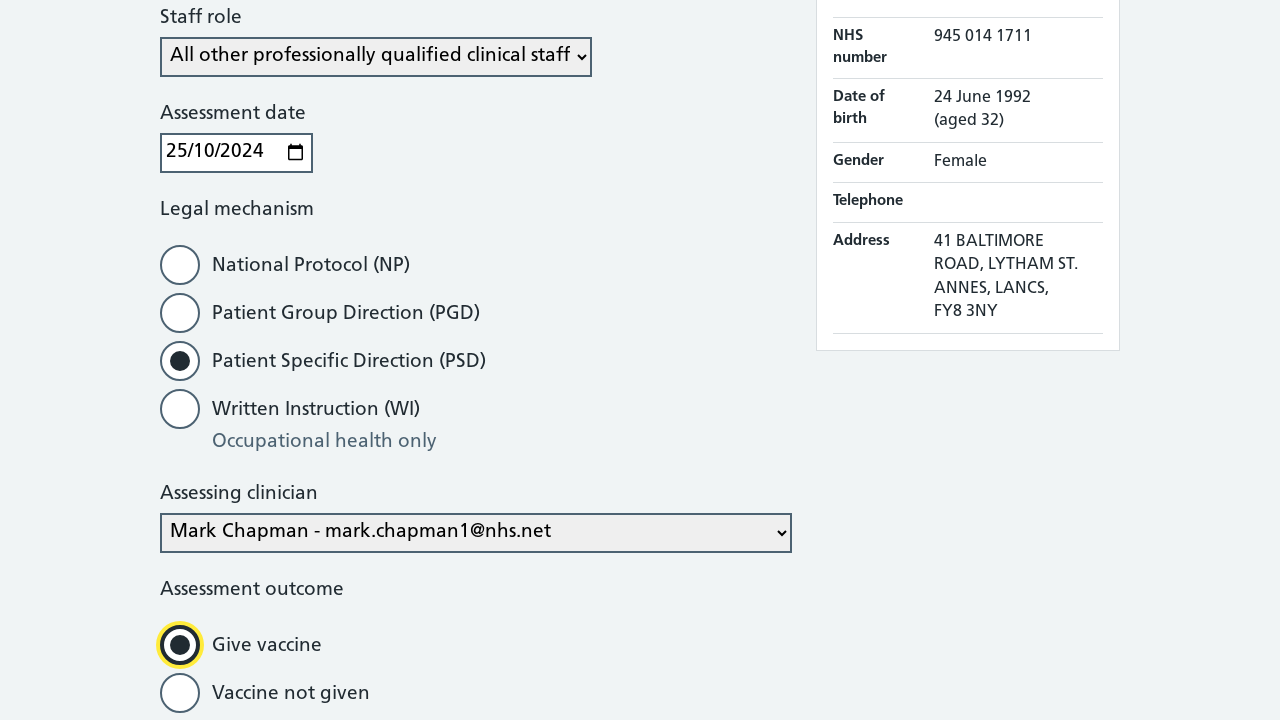 Staff role
All other professionally qualified clinical staff
Assessment date
25/10/2024
Legal mechanism
National Protocol (NP)
Patient Group Direction (PGD)
Patient Specific Direction (PSD)
Written Instruction (WI)
Occupational health only
Assessing clinician
Mark Chapman - mark.chapman1@nhs.net
Assessment outcome
Give vaccine
Vaccine not given
NHS
number
945 014 1711
Date of
birth
24 June 1992
(aged 32)
Gender
Female
Telephone
Address
41 BALTIMORE
ROAD, LYTHAM ST.
ANNES, LANCS,
FY8 3NY